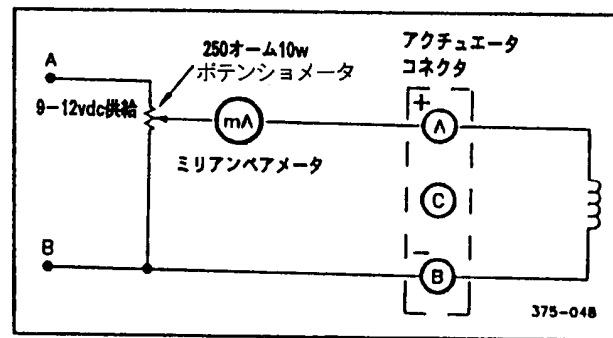 250オーム10w
ポテンショメータ
アクチュエータ
コネクタ
A
9-12vdc供給
+
mA
A
ミリアンペアメータ
C
B
-
B
375-048